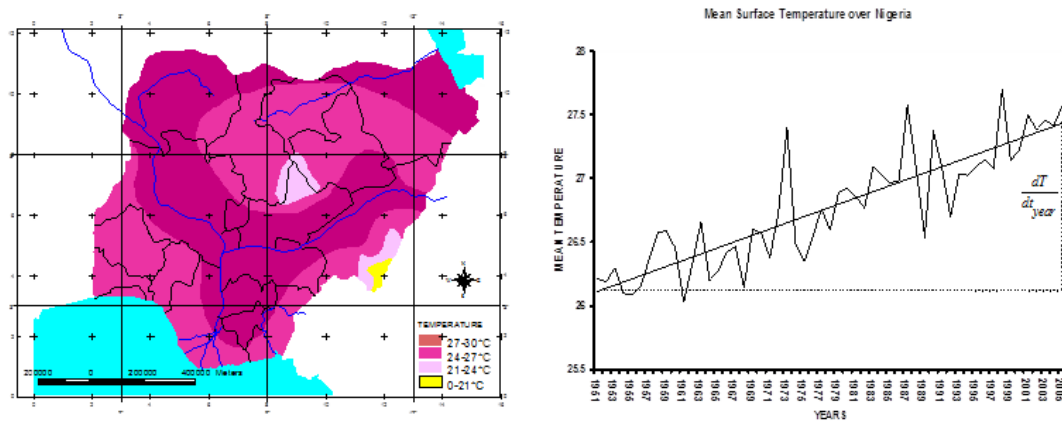 TEMPERATURE
27-30°C
24-27°C
21-24°C
0-21°C
200000 0 200000 400000 Meters
Mean Surface Temperature over Nigeria
MEAN TEMPERATURE
28
27.5
27
26.5
26
25.5
dT
dt year
1951 1953 1955 1957 1959 1961 1963 1965 1967 1969 1971 1973 1975 1977 1979 1981 1983 1985 1987 1989 1991 1993 1995 1997 1999 2001 2003 2005
YEARS